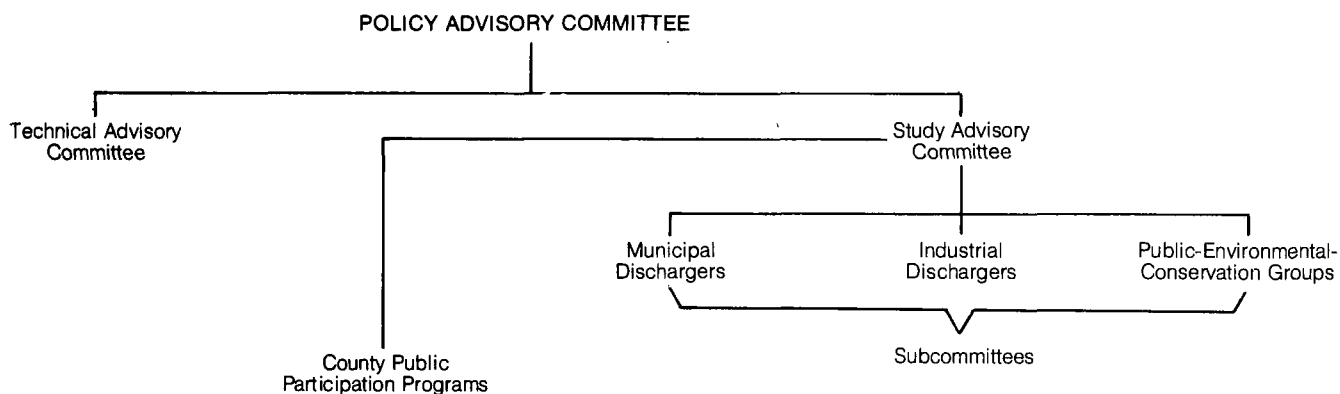 POLICY ADVISORY COMMITTEE
Technical Advisory
Committee
Study Advisory
Committee
Municipal
Dischargers
Industrial
Dischargers
Public-Environmental-
Conservation Groups
Subcommittees
County Public
Participation Programs